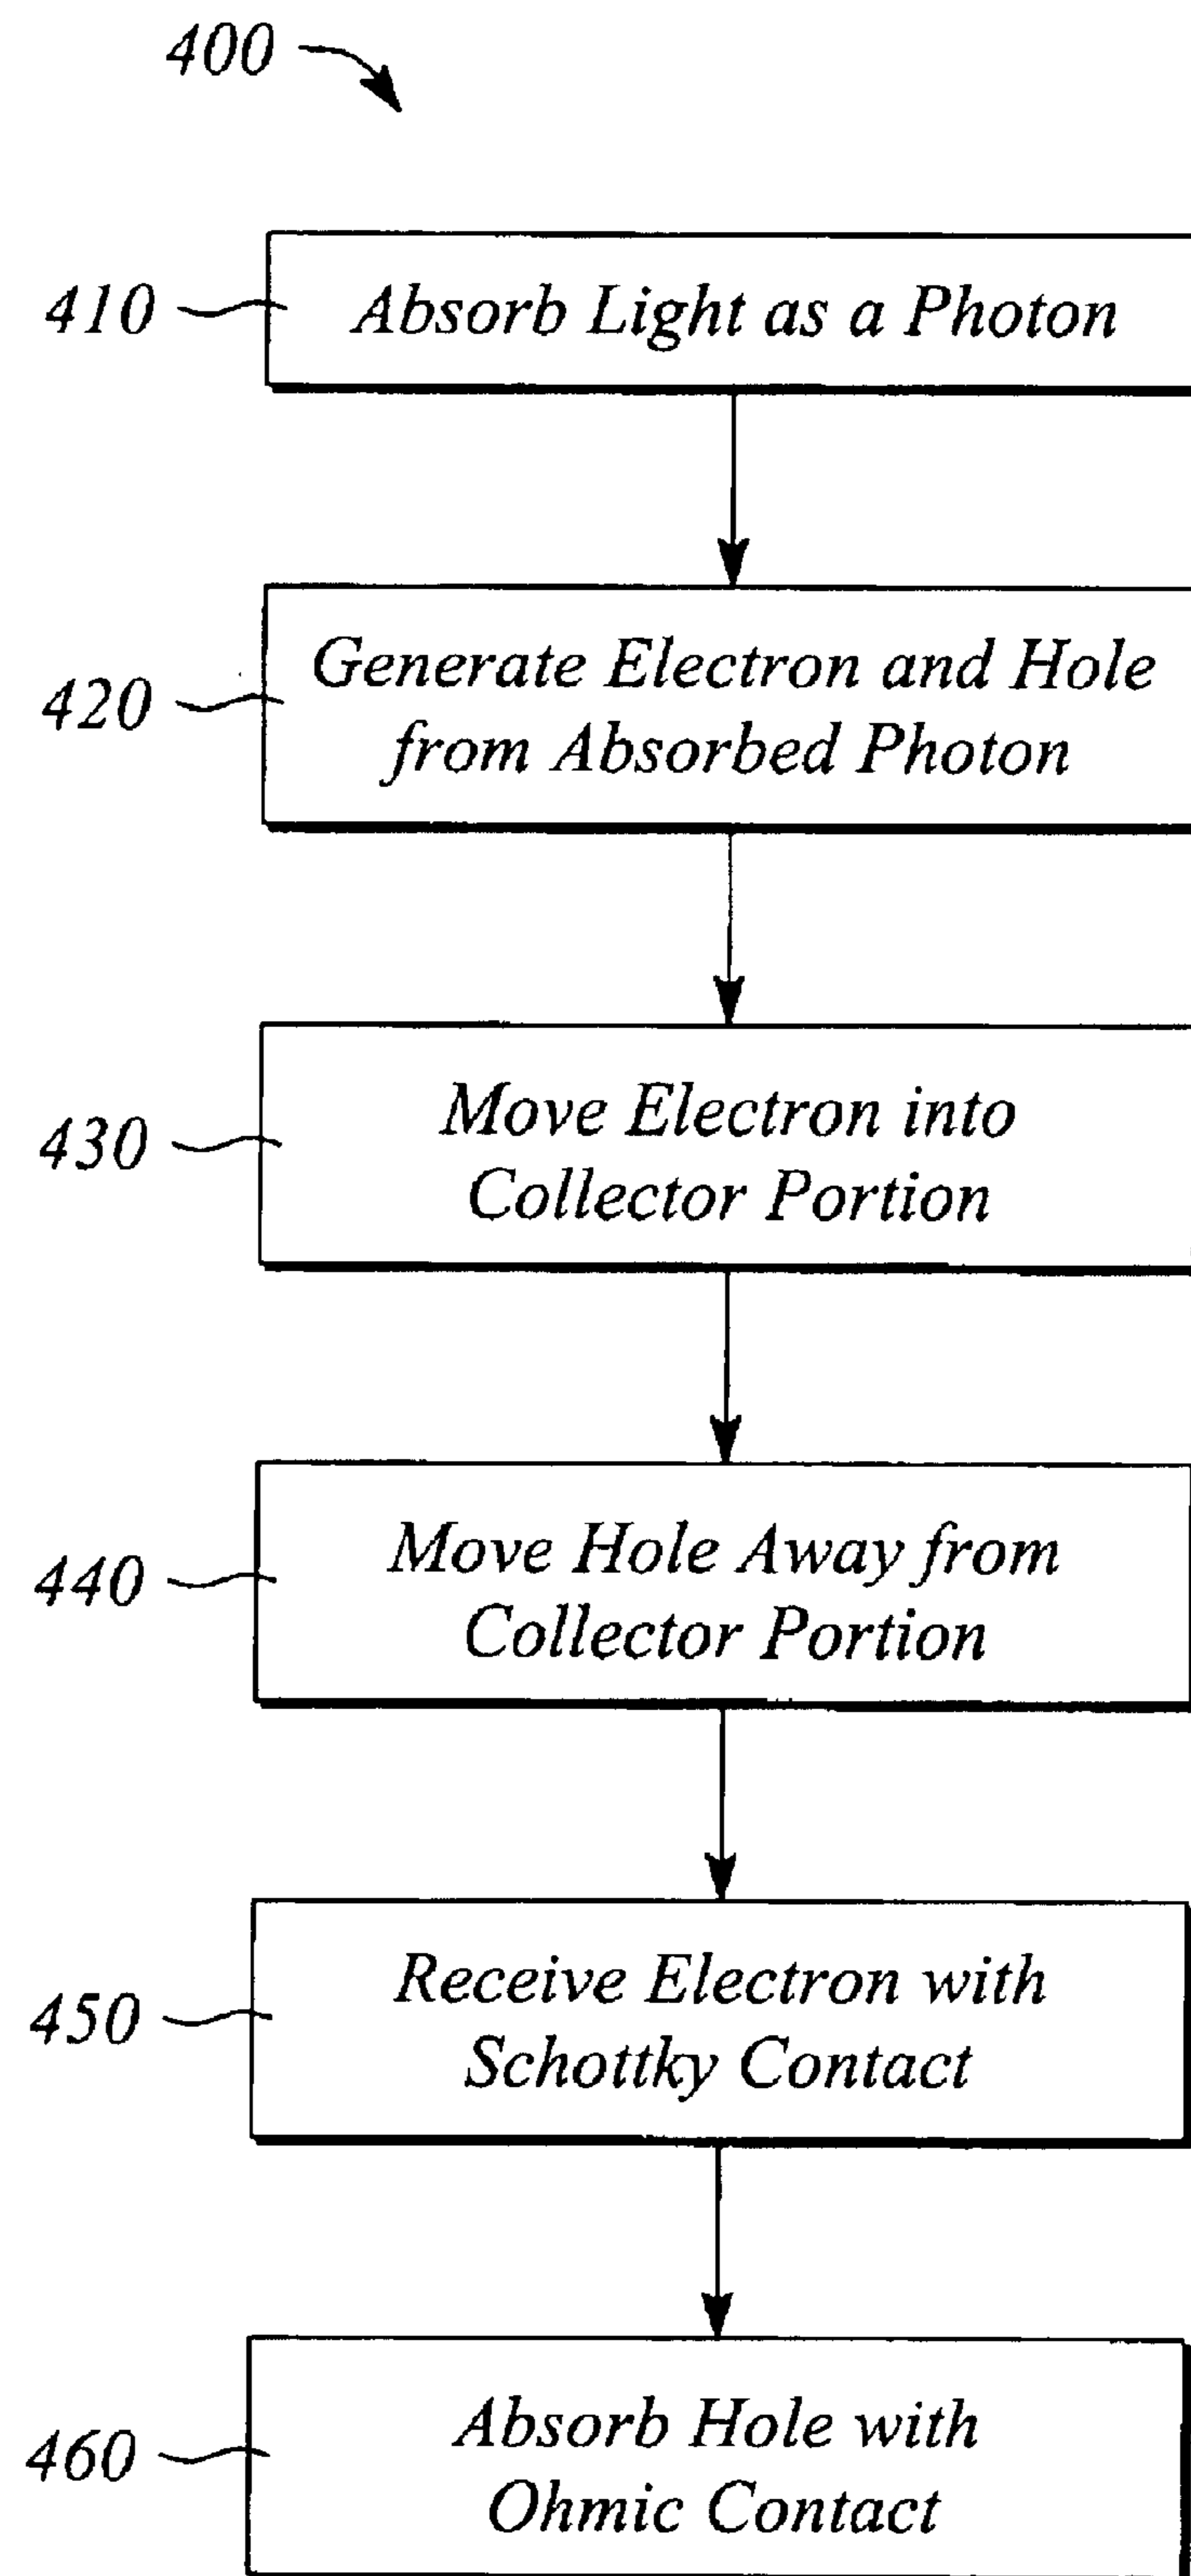 400
410
Absorb Light as a Photon
420
Generate Electron and Hole
from Absorbed Photon
430
Move Electron into
Collector Portion
440
Move Hole Away from
Collector Portion
450
Receive Electron with
Schottky Contact
460
Absorb Hole with
Ohmic Contact